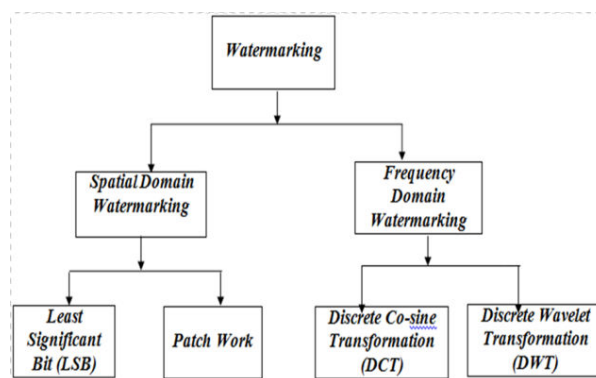 Watermarking
Spatial Domain
Watermarking
Frequency
Domain
Watermarking
Least
Significant
Bit (LSB)
Patch Work
Discrete Co-sine
Transformation
(DCT)
Discrete Wavelet
Transformation
(DWT)